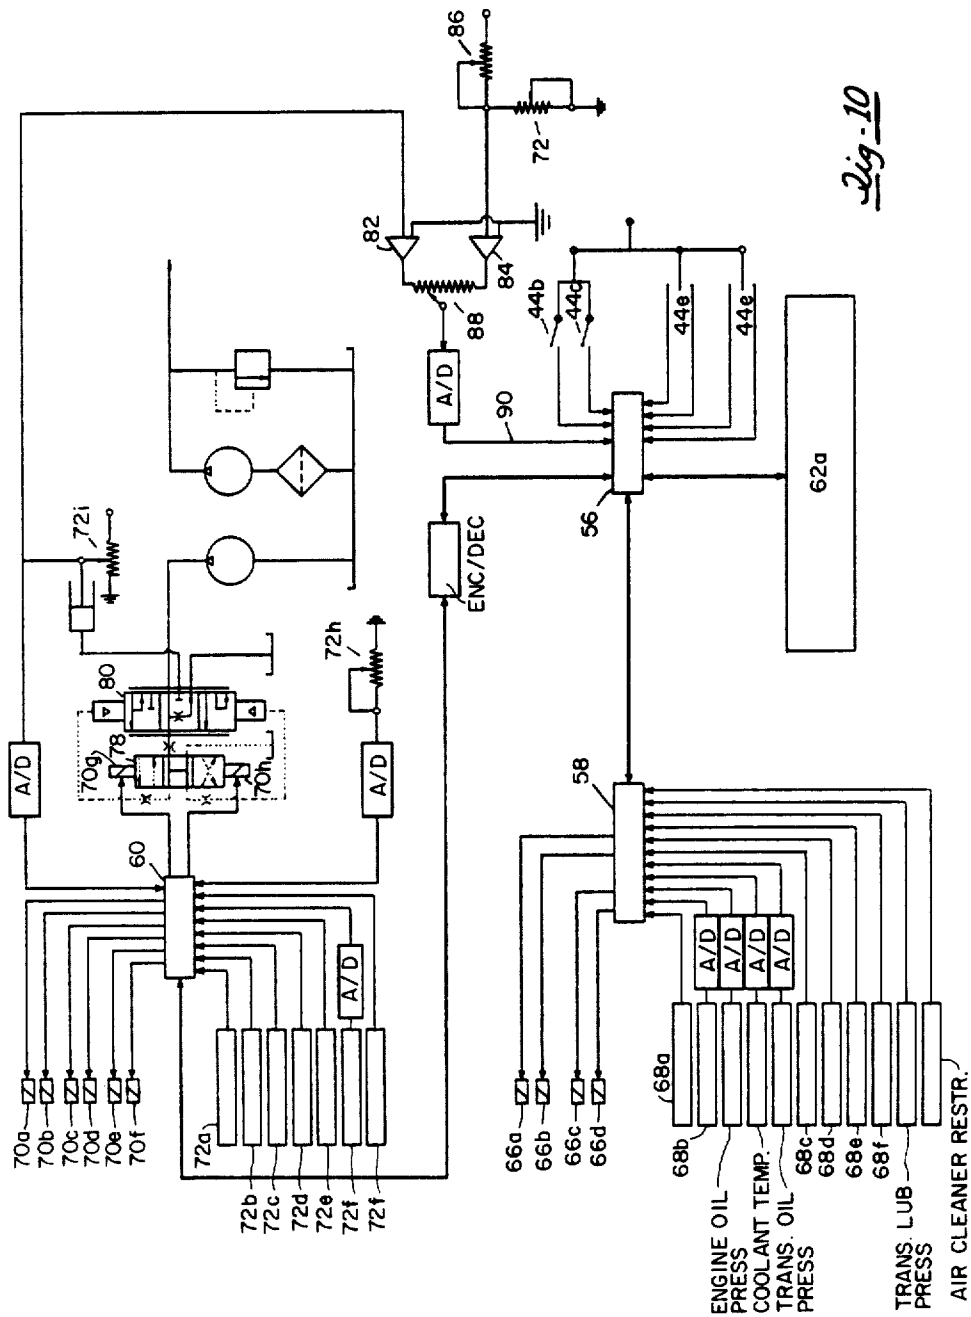 86
72
82
84
88
A/D
90
44b
44c
44e
44e
56
62a
ENC/DEC
72i
72h
80
78
70g
70h
A/D
A/D
60
58
A/D
70a
70b
70c
70d
70e
70f
72a
72b
72c
72d
72e
72f
72f
66a
66b
66c
66d
A/D
A/D
A/D
A/D
68a
68b
ENGINE OIL
PRESS
COOLANT TEMP.
TRANS. OIL
PRESS
68c
68d
68e
68f
TRANS. LUB
PRESS
AIR CLEANER RESTR.
Fig-10